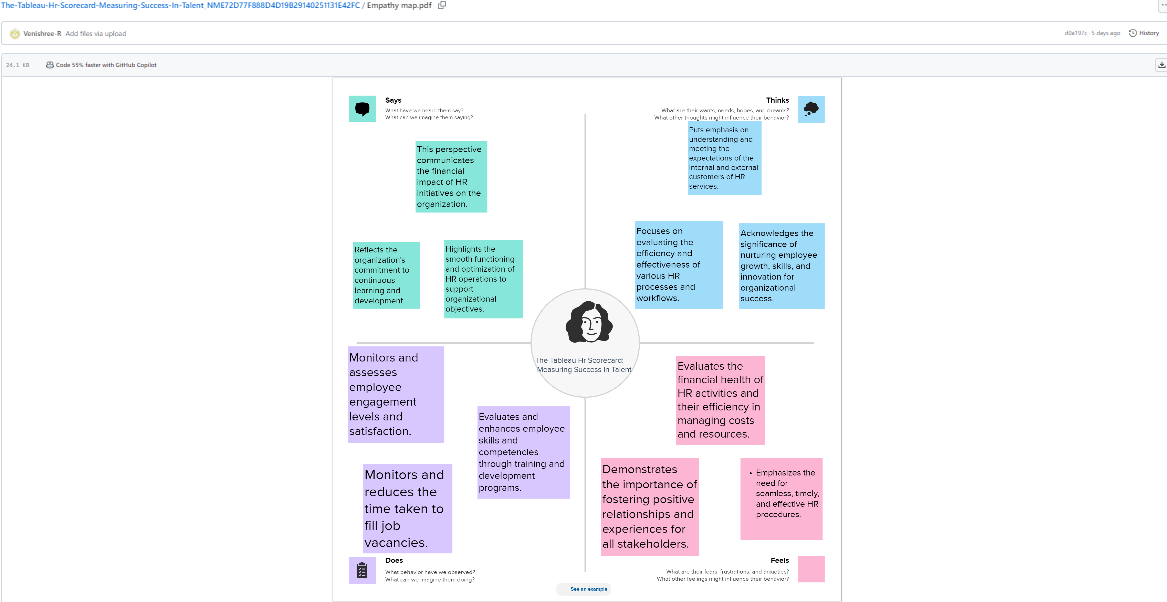 The-Tableau-Hr-Scorecard-Measuring-Success-In-Talent_NME72D77F888D4D19B29140251131E42FC / Empathy map.pdf
Venishree-R Add files via upload
d0e197c · 5 days ago History
24.1 KB
Code 55% faster with GitHub Copilot
Says
What have we heard them say?
What can we imagine them saying?
Thinks
What are their wants, needs, hopes, and dreams?
What other thoughts might influence their behavior?
This perspective
communicates
the financial
impact of HR
initiatives on the
organization.
Puts emphasis on
understanding and
meeting the
expectations of the
internal and external
customers of HR
services.
Reflects the
organization's
commitment to
continuous
learning and
development
Highlights the
smooth functioning
and optimization of
HR operations to
support
organizational
objectives.
Focuses on
evaluating the
efficiency and
effectiveness of
various HR
processes and
workflows.
Acknowledges the
significance of
nurturing employee
growth, skills, and
innovation for
organizational
success.
The Tableau Hr Scorecard:
Measuring Success In Talent
Monitors and
assesses
employee
engagement
levels and
satisfaction.
Evaluates and
enhances employee
skills and
competencies
through training and
development
programs.
Monitors and
reduces the
time taken to
fill job
vacancies.
Evaluates the
financial health of
HR activities and
their efficiency in
managing costs
and resources.
Demonstrates
the importance of
fostering positive
relationships and
experiences for
all stakeholders.
• Emphasizes the
need for
seamless, timely,
and effective HR
procedures.
Does
What behavior have we observed?
What can we imagine them doing?
Feels
What are their fears, frustrations, and anxieties?
What other feelings might influence their behavior?
See an example